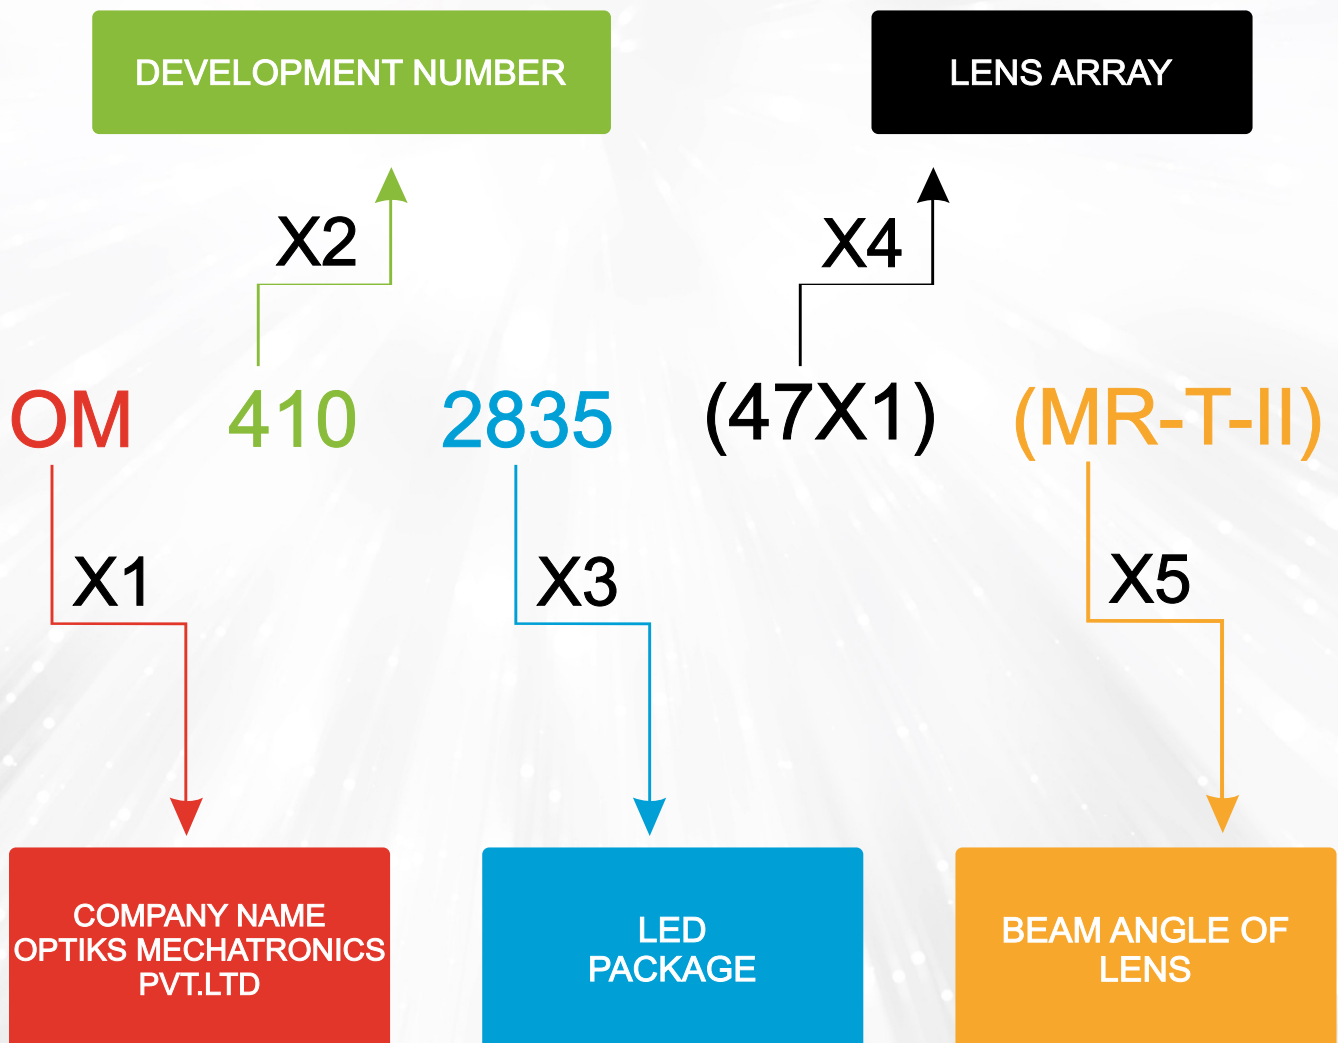 DEVELOPMENT NUMBER
LENS ARRAY
X2
X4
OM 410 2835 (47X1) (MR-T-II)
X1
X3
X5
COMPANY NAME
OPTIKS MECHATRONICS
PVT.LTD
LED
PACKAGE
BEAM ANGLE OF
LENS